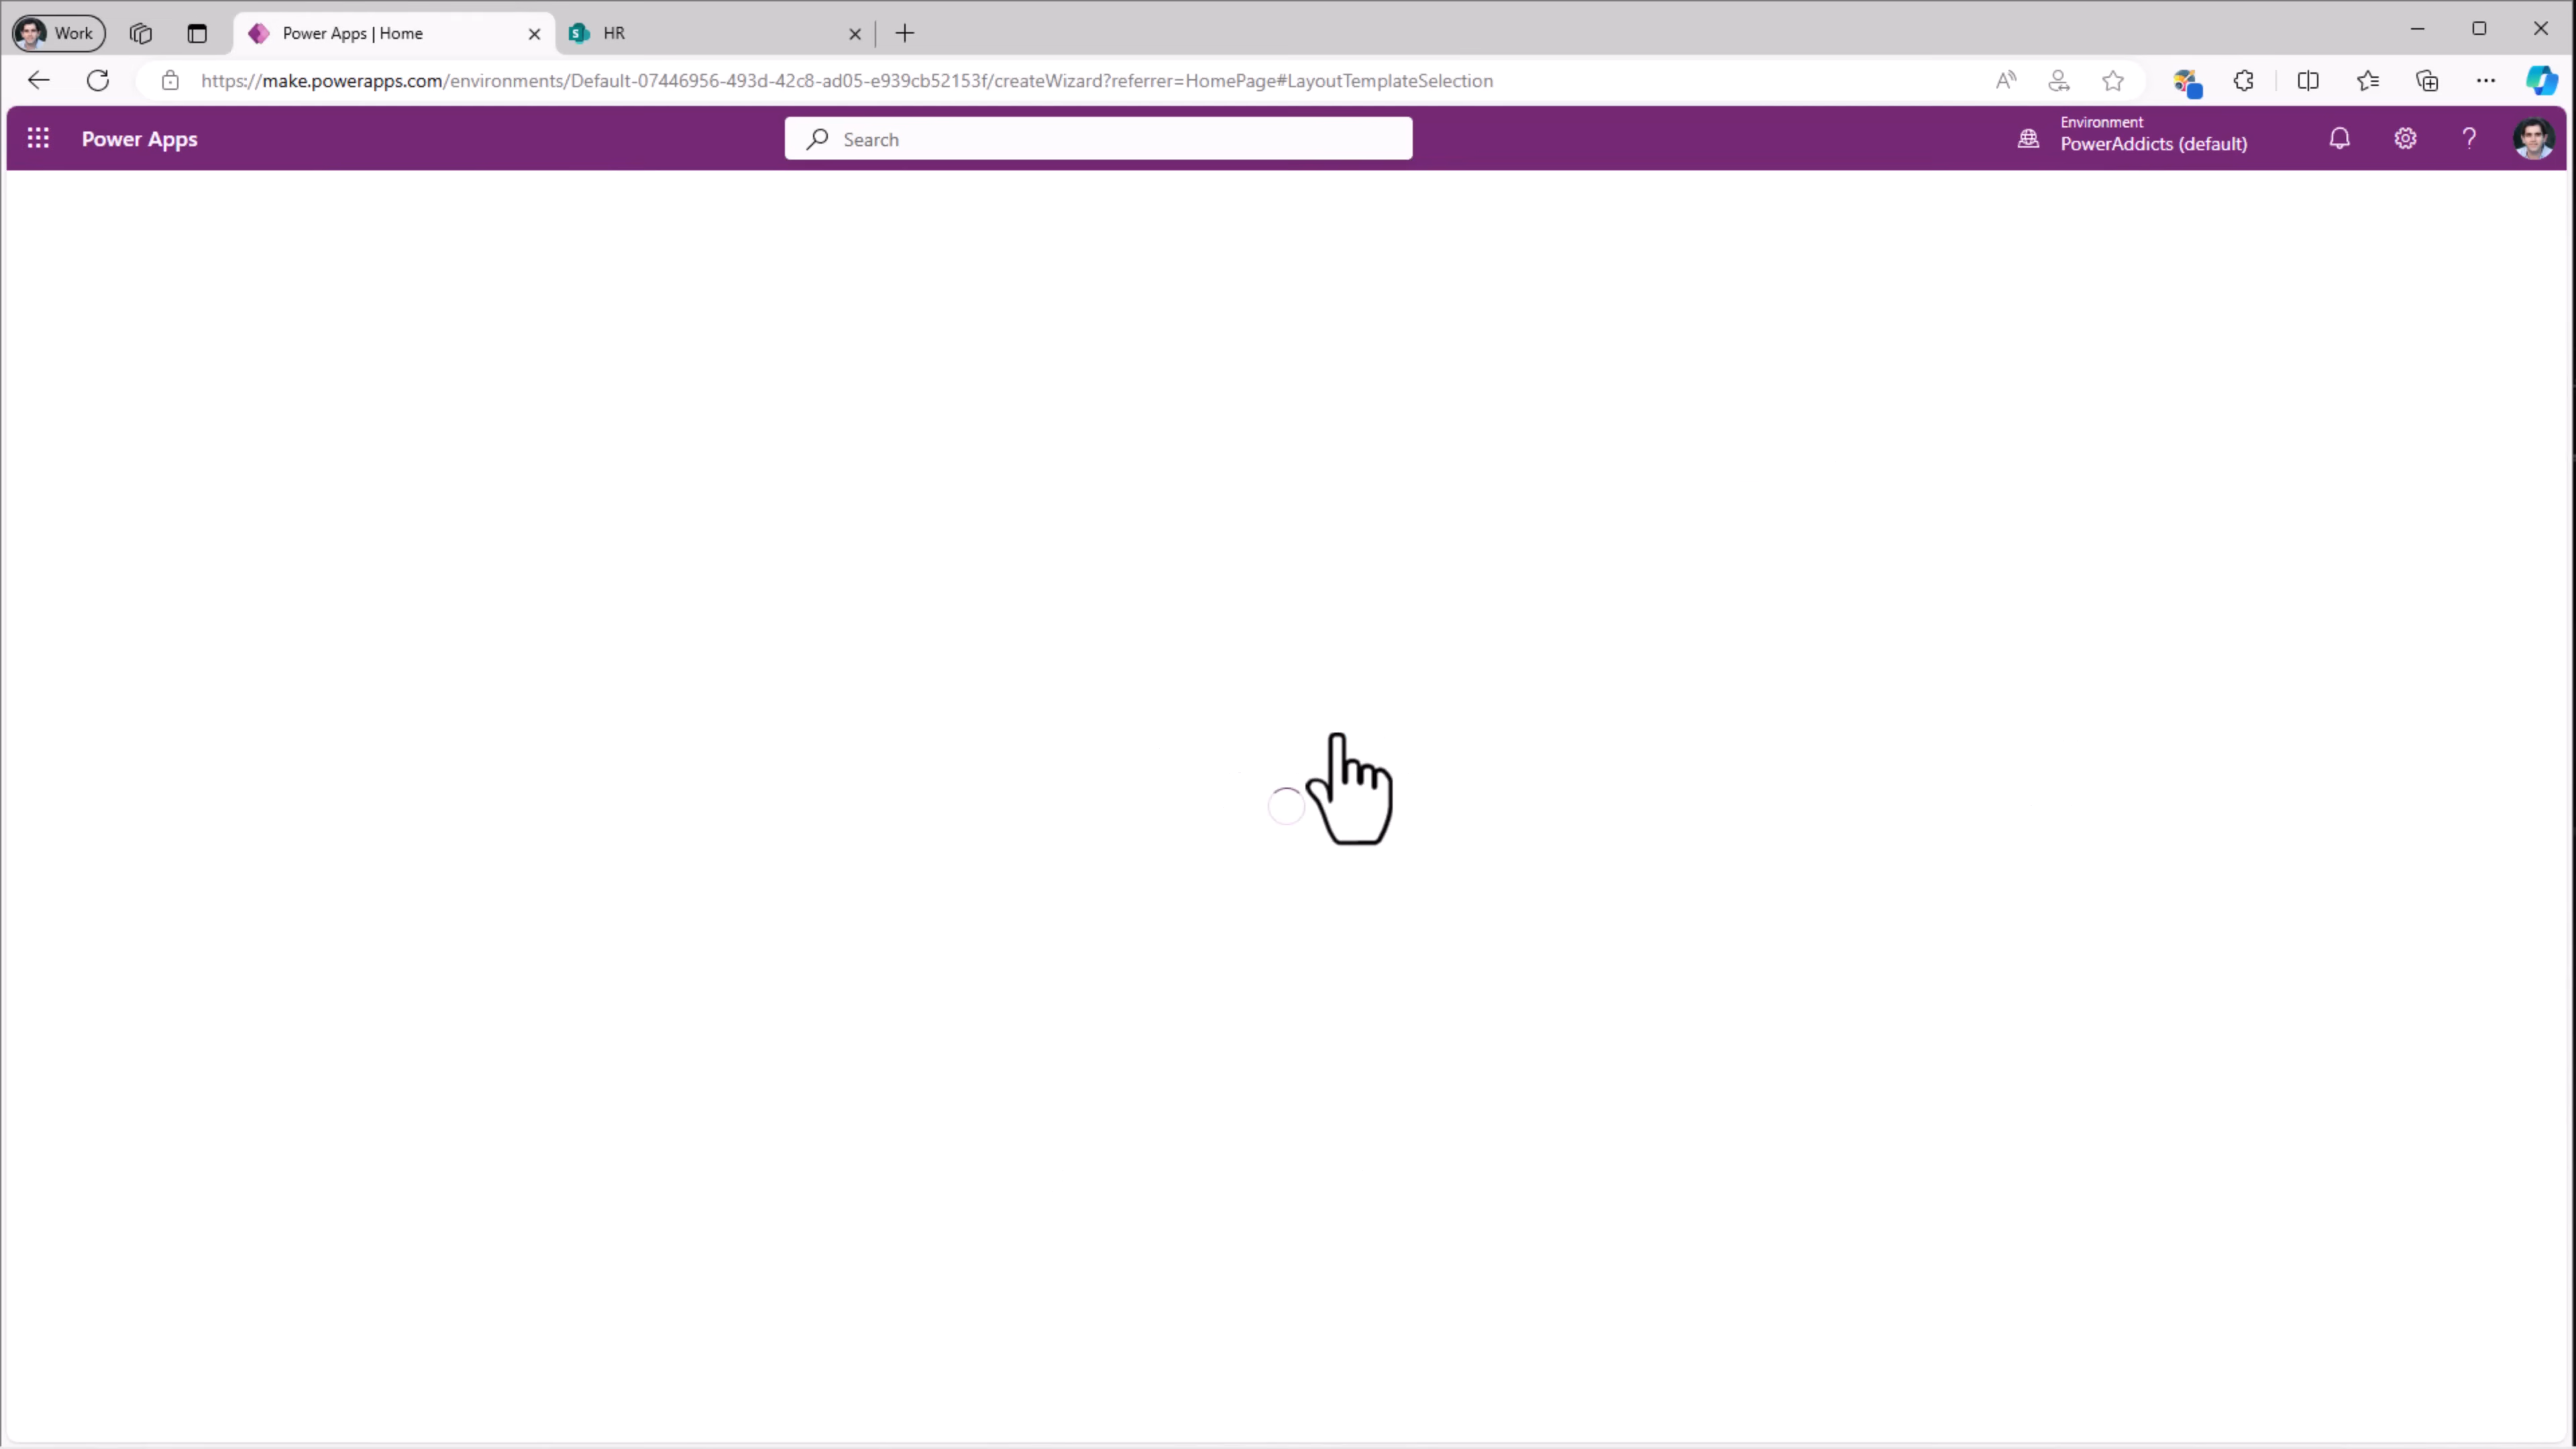 Work
Power Apps | Home
HR
https://make.powerapps.com/environments/Default-07446956-493d-42c8-ad05-e939cb52153f/createWizard?referrer=HomePage#LayoutTemplateSelection
Power Apps
Search
Environment
PowerAddicts (default)